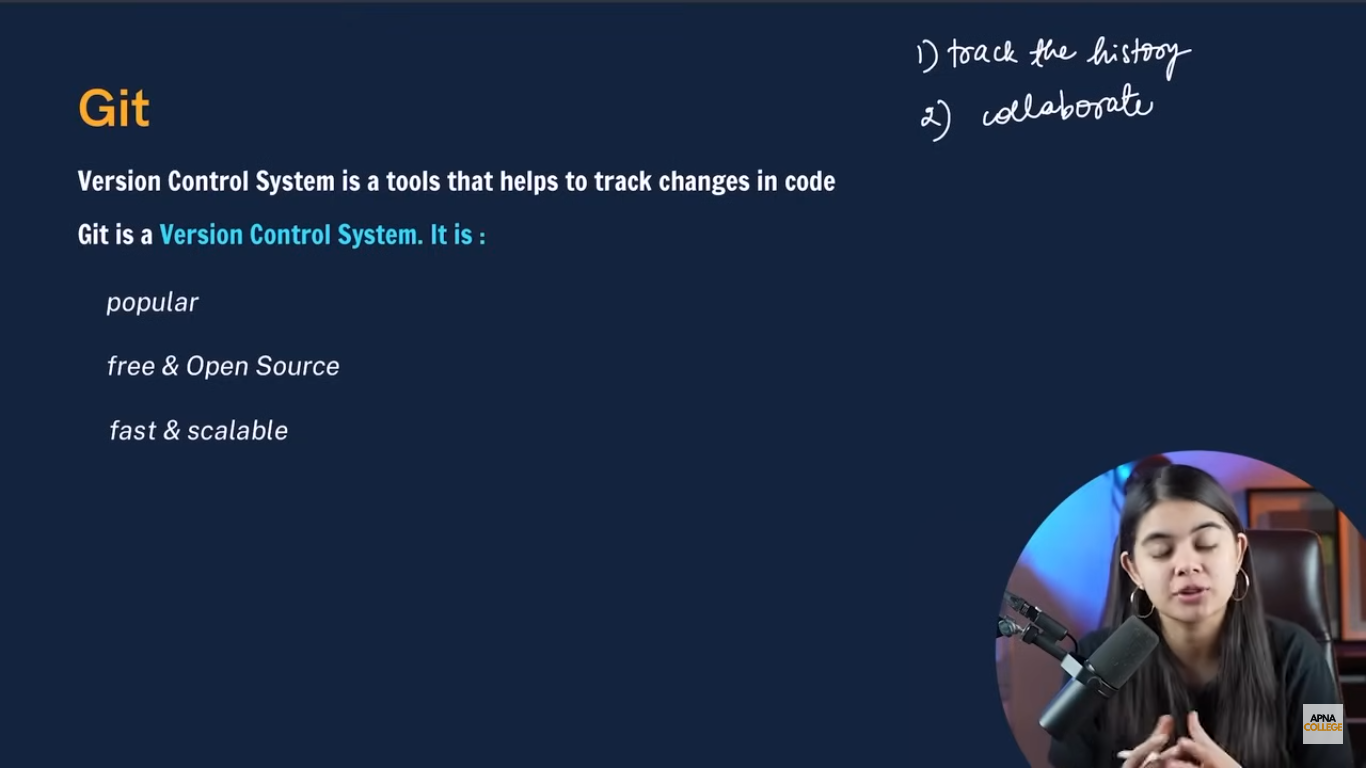 1) track the history
2) collaborate
Git
Version Control System is a tools that helps to track changes in code
Git is a Version Control System. It is :
popular
free & Open Source
fast & scalable
APNA
COLLEGE